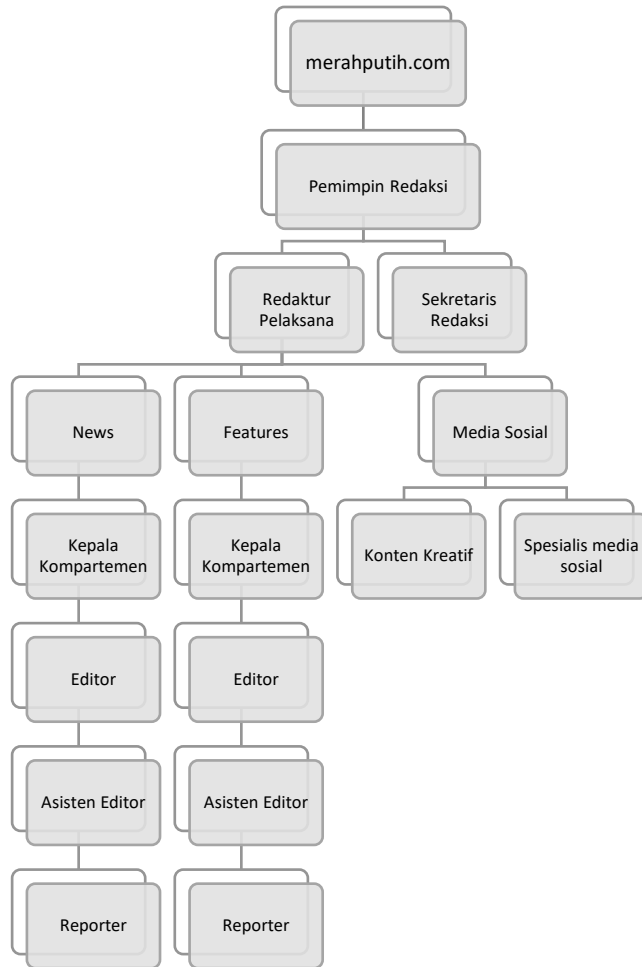 merahputih.com
Pemimpin Redaksi
Redaktur
Pelaksana
Sekretaris
Redaksi
News
Features
Media Sosial
Kepala
Kompartemen
Kepala
Kompartemen
Konten Kreatif
Spesialis media
sosial
Editor
Editor
Asisten Editor
Asisten Editor
Reporter
Reporter